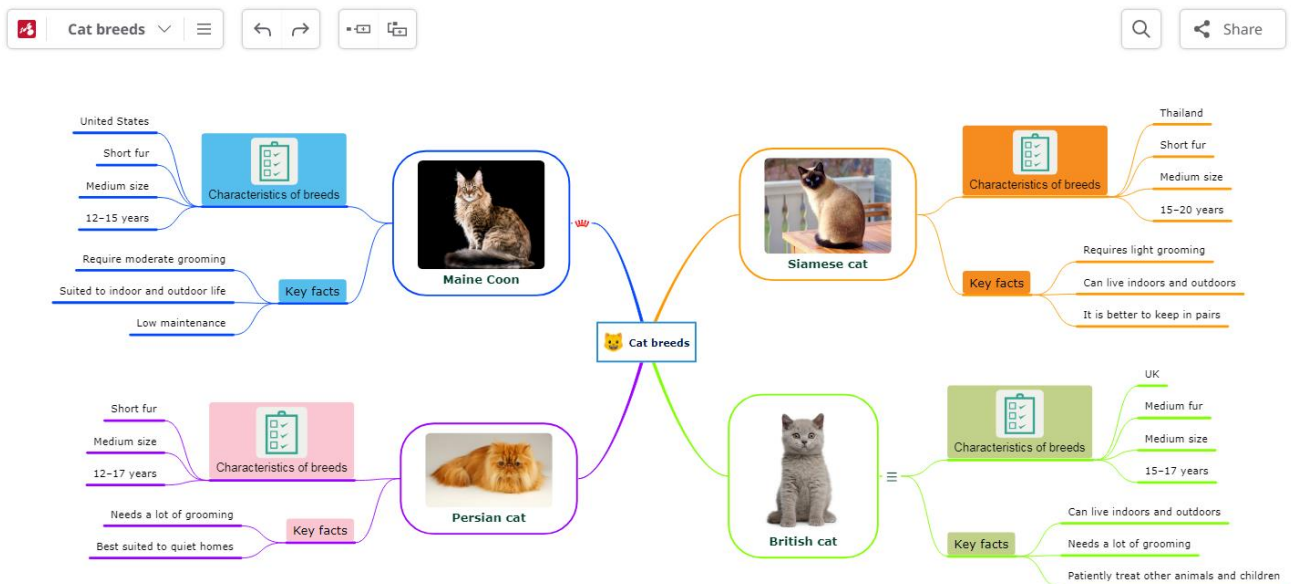 Cat breeds
Share
United States
Short fur
Medium size
12–15 years
Characteristics of breeds
Require moderate grooming
Suited to indoor and outdoor life
Low maintenance
Key facts
Maine Coon
Thailand
Short fur
Medium size
15–20 years
Characteristics of breeds
Requires light grooming
Can live indoors and outdoors
It is better to keep in pairs
Key facts
Siamese cat
Cat breeds
Short fur
Medium size
12–17 years
Characteristics of breeds
Needs a lot of grooming
Best suited to quiet homes
Key facts
Persian cat
UK
Medium fur
Medium size
15–17 years
Characteristics of breeds
Can live indoors and outdoors
Needs a lot of grooming
Patiently treat other animals and children
Key facts
British cat